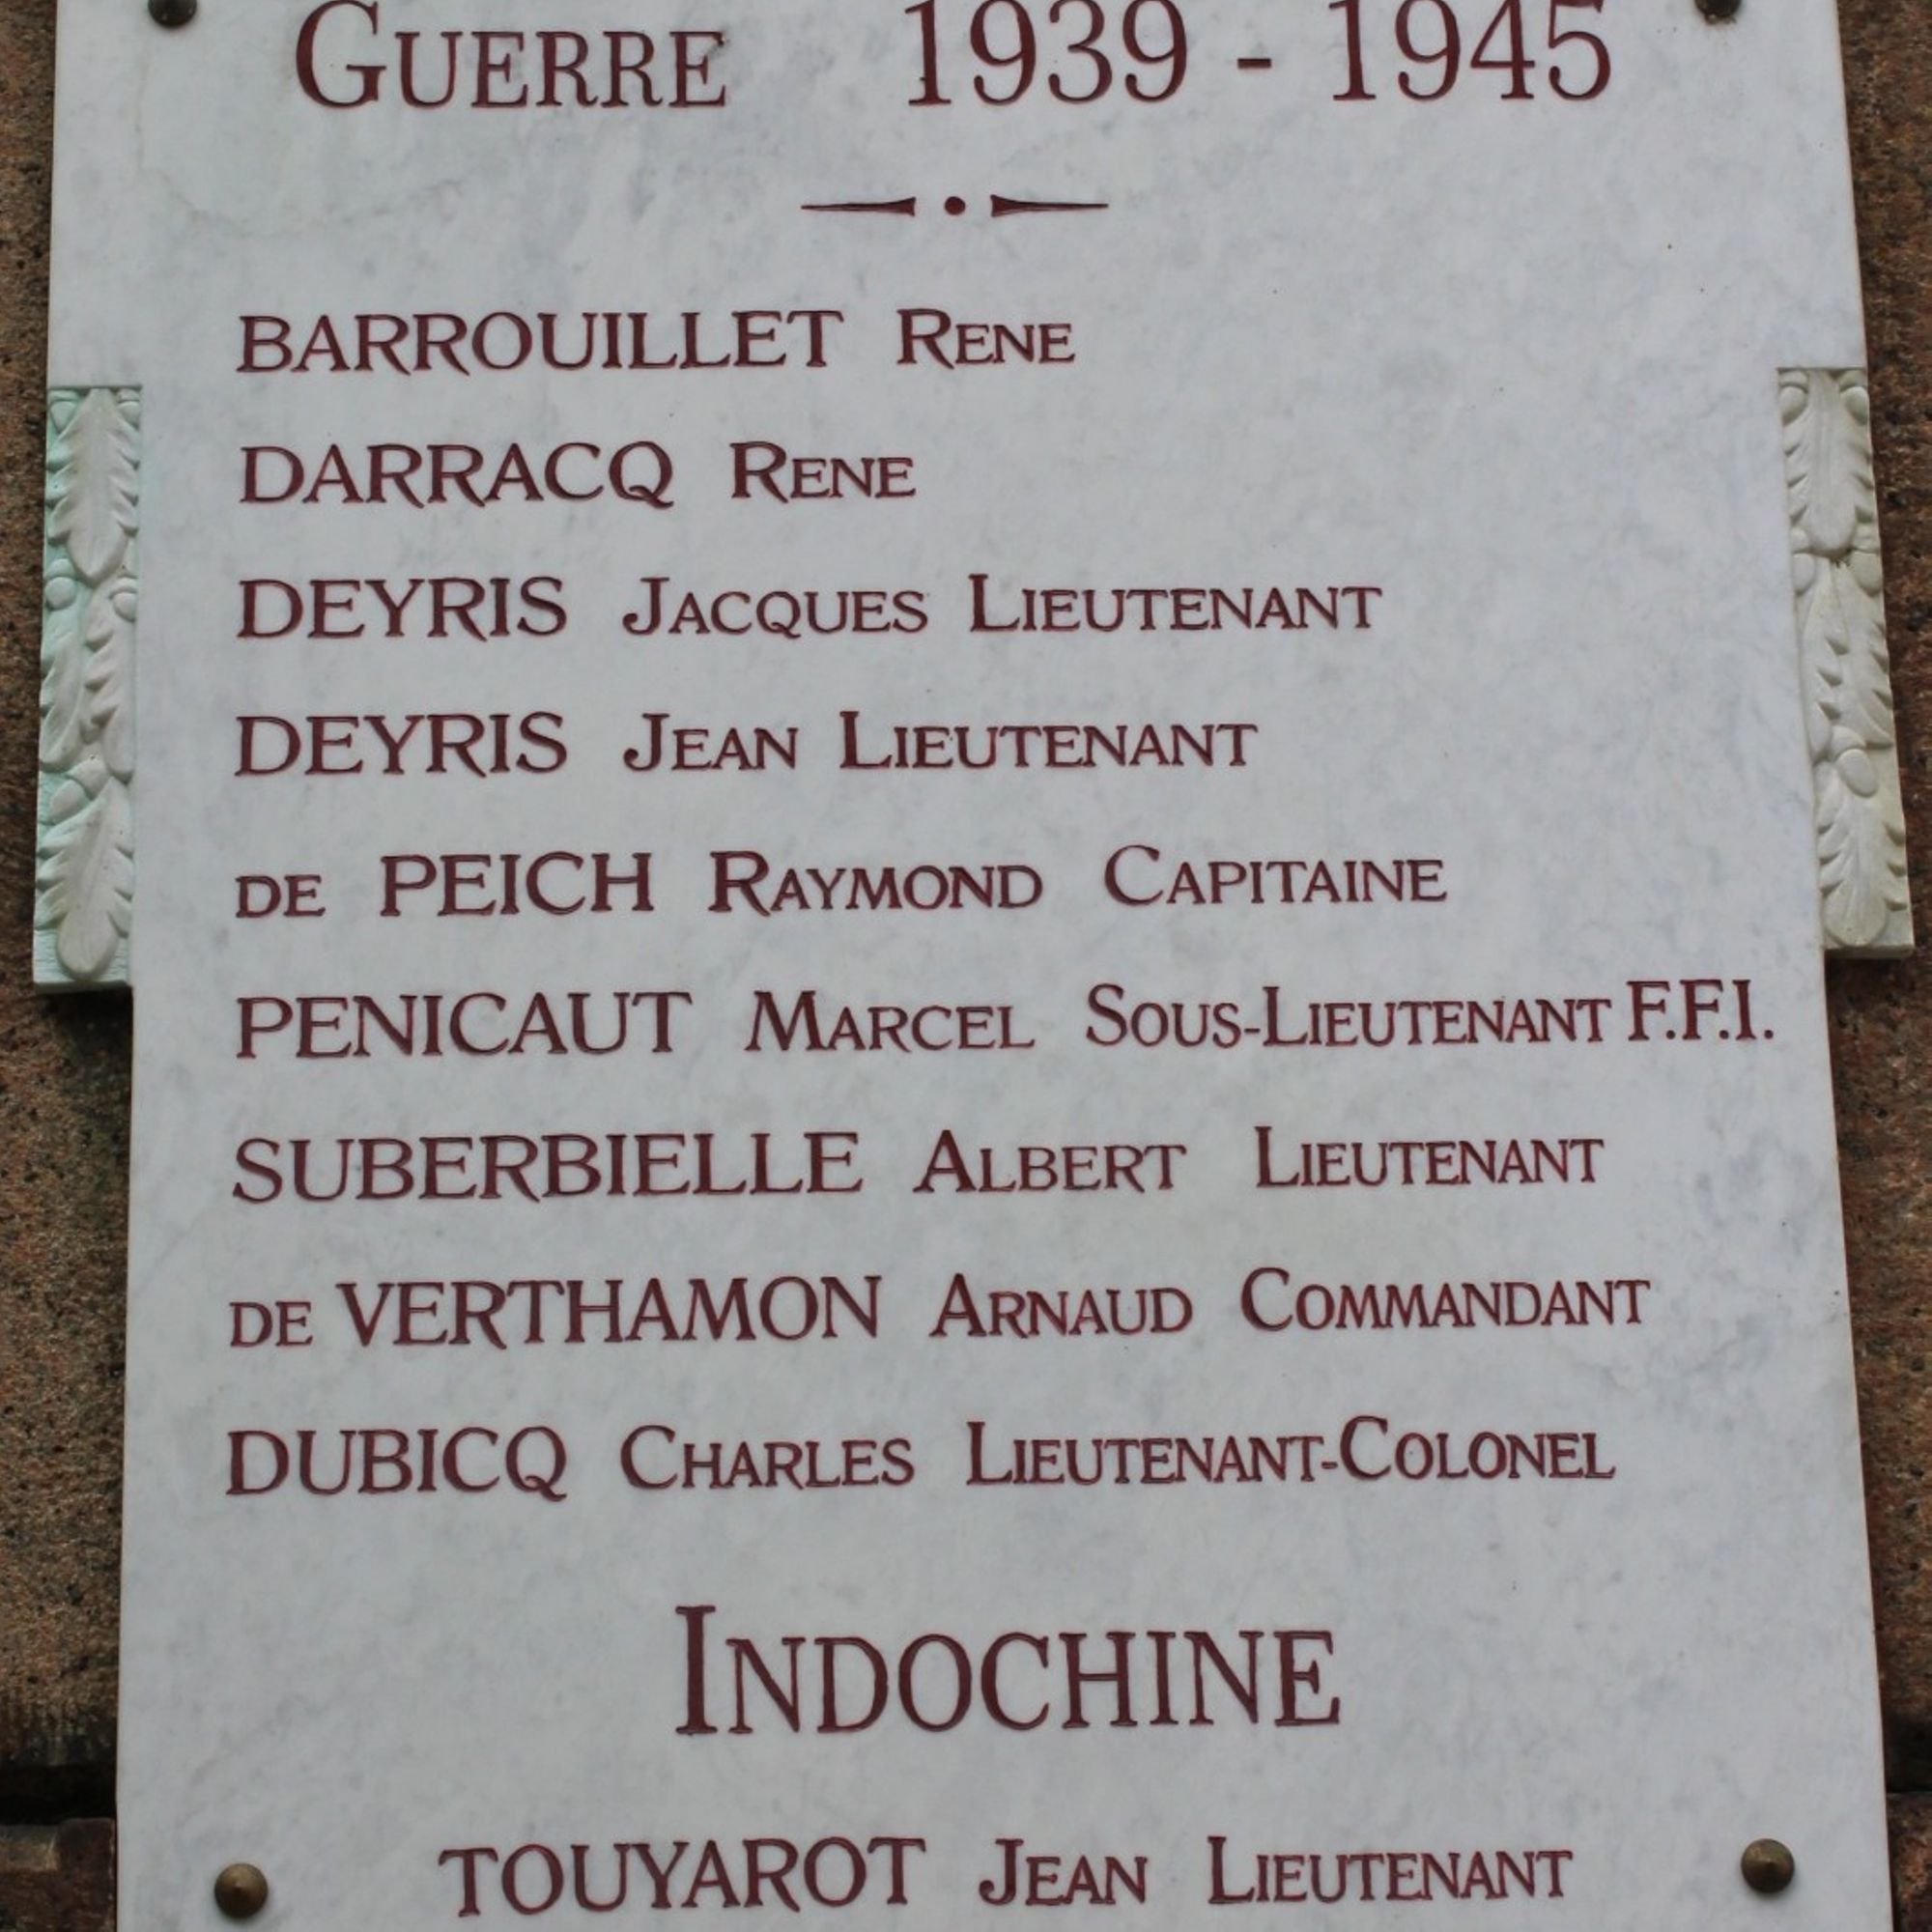 GUERRE 1939 - 1945
BARROUILLET RENE
DARRACQ RENE
DEYRIS JACQUES LIEUTENANT
DEYRIS JEAN LIEUTENANT
DE PEICH RAYMOND CAPITAINE
PENICAUT MARCEL SOUS-LIEUTENANT F.F.I.
SUBERBIELLE ALBERT LIEUTENANT
DE VERTHAMON ARNAUD COMMANDANT
DUBICQ CHARLES LIEUTENANT-COLONEL
INDOCHINE
TOUYAROT JEAN LIEUTENANT